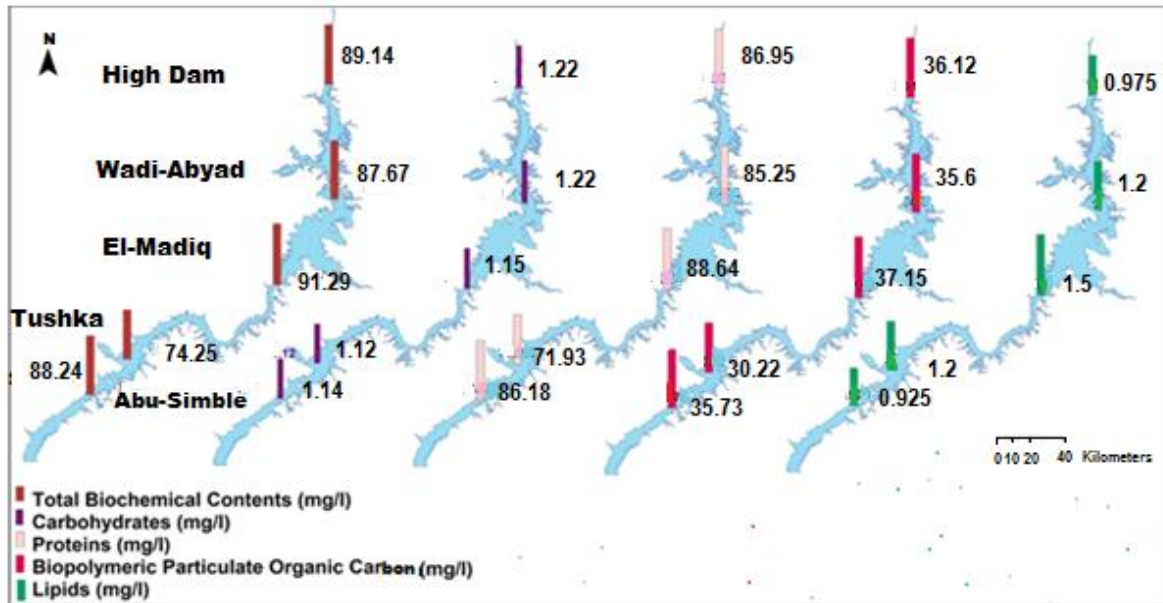 N
High Dam
89.14
1.22
86.95
36.12
0.975
Wadi-Abyad
87.67
1.22
85.25
35.6
1.2
El-Madiq
91.29
1.15
88.64
37.15
1.5
Tushka
74.25
1.12
71.93
30.22
1.2
88.24
Abu-Simble
1.14
86.18
35.73
0.925
0 10 20 40 Kilometers
Total Biochemical Contents (mg/l)
Carbohydrates (mg/l)
Proteins (mg/l)
Biopolymeric Particulate Organic Carbon (mg/l)
Lipids (mg/l)